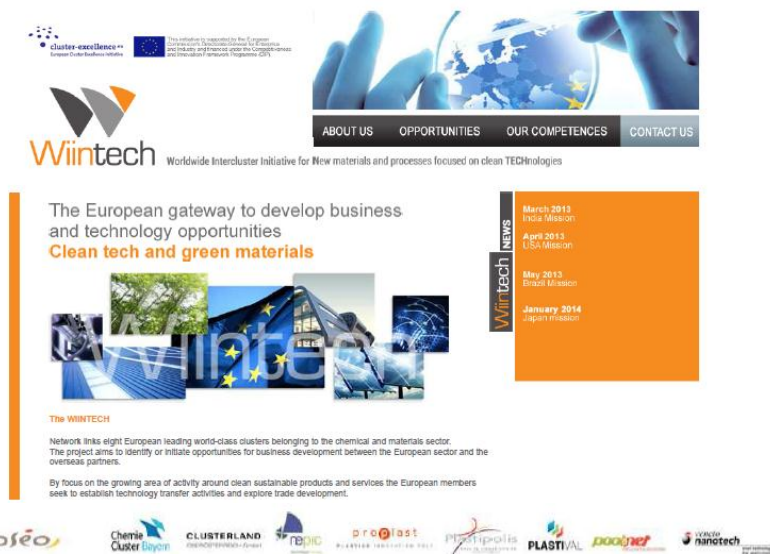 cluster-excellence.eu
European Cluster Excellence Initiative
This initiative is supported by the European
Commission, Directorate-General for Enterprise
and Industry and financed under the Competitiveness
and Innovation Framework Programme (CIP).
ABOUT US OPPORTUNITIES OUR COMPETENCES CONTACT US
Wiintech
Worldwide Intercluster Initiative for New materials and processes focused on clean TECHnologies
The European gateway to develop business
and technology opportunities
Clean tech and green materials
Wiintech
Wiintech NEWS
March 2013
India Mission
April 2013
USA Mission
May 2013
Brazil Mission
January 2014
Japan mission
The WIINTECH
Network links eight European leading world-class clusters belonging to the chemical and materials sector.
The project aims to identify or initiate opportunities for business development between the European sector and the
overseas partners.
By focus on the growing area of activity around clean sustainable products and services the European members
seek to establish technology transfer activities and explore trade development.
Chemie
Cluster Bayern
CLUSTERLAND
nepic
proplast
Plastipolis
PLASTIVAL
pool-net
veneto
nanotech